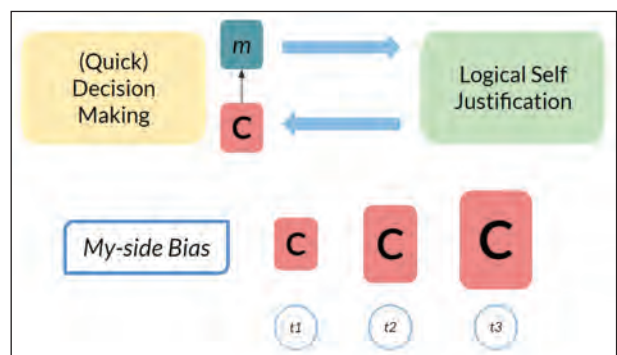 (Quick)
Decision
Making
m
C
Logical Self
Justification
My-side Bias
C
C
C
t1
t2
t3